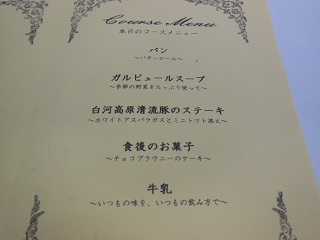 Course Menu
本日のコースメニュー
パン
～バターロール～
ガルビュールスープ
～季節の野菜をたっぷり使って～
白河高原清流豚のステーキ
～ホワイトアスパラガスとミニトマト添え～
食後のお菓子
～チョコブラウニーのケーキ～
牛乳
～いつもの味を、いつもの飲み方で～